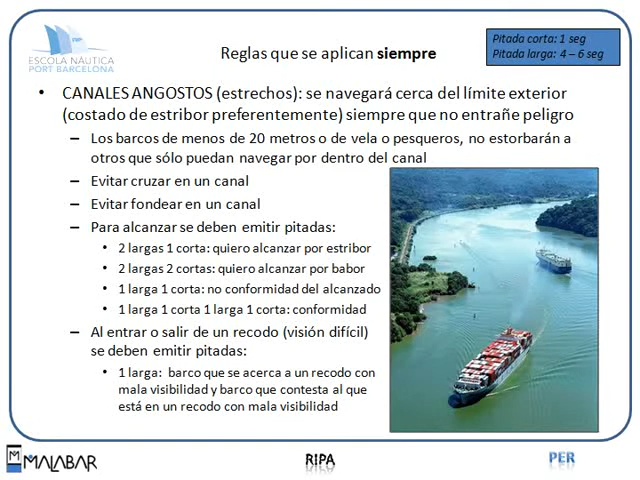 ESCOLA NÁUTICA
PORT BARCELONA
Reglas que se aplican siempre
Pitada corta: 1 seg
Pitada larga: 4 – 6 seg
• CANALES ANGOSTOS (estrechos): se navegará cerca del límite exterior
(costado de estribor preferentemente) siempre que no entrañe peligro
– Los barcos de menos de 20 metros o de vela o pesqueros, no estorbarán a
otros que sólo puedan navegar por dentro del canal
– Evitar cruzar en un canal
– Evitar fondear en un canal
– Para alcanzar se deben emitir pitadas:
• 2 largas 1 corta: quiero alcanzar por estribor
• 2 largas 2 cortas: quiero alcanzar por babor
• 1 larga 1 corta: no conformidad del alcanzado
• 1 larga 1 corta 1 larga 1 corta: conformidad
– Al entrar o salir de un recodo (visión difícil)
se deben emitir pitadas:
• 1 larga: barco que se acerca a un recodo con
mala visibilidad y barco que contesta al que
está en un recodo con mala visibilidad
MALABAR
RIPA
PER